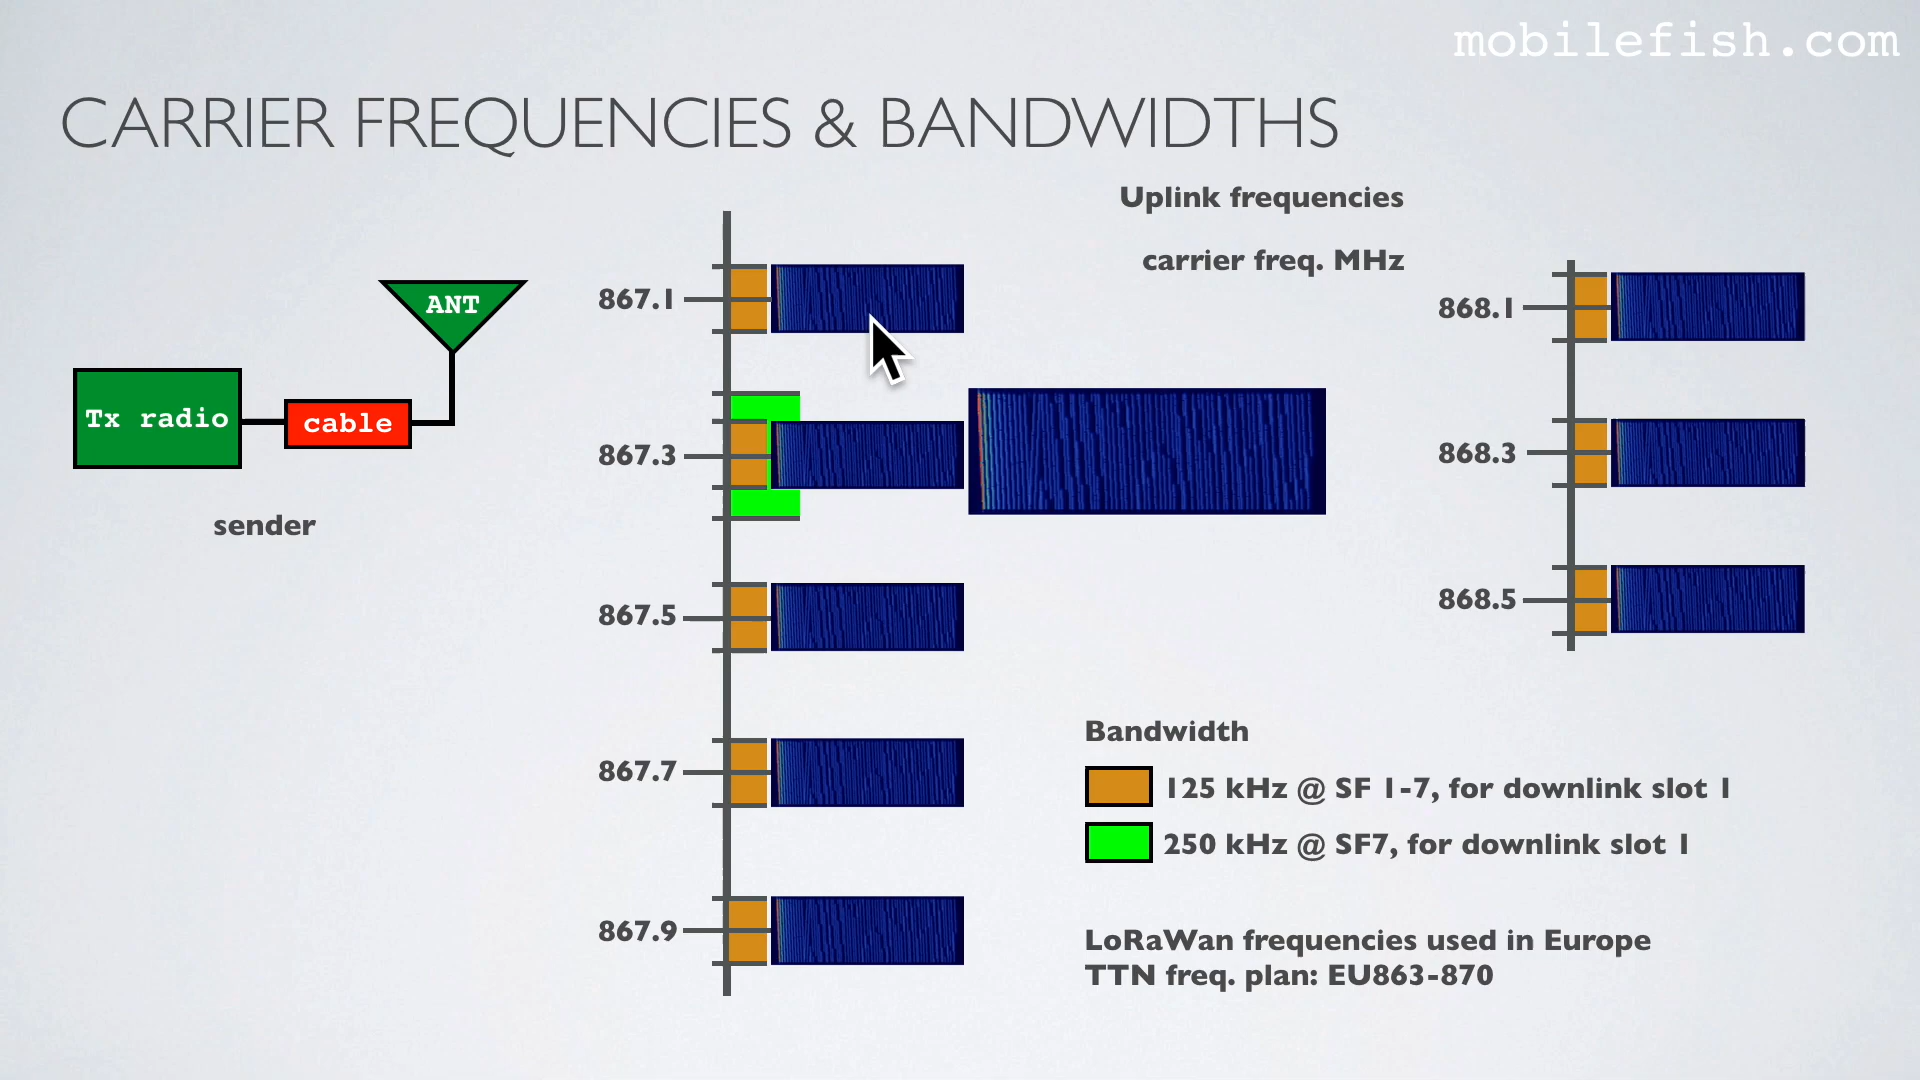 mobilefish.com
CARRIER FREQUENCIES & BANDWIDTHS
Uplink frequencies
carrier freq. MHz
ANT
Tx radio
cable
sender
867.1
867.3
867.5
867.7
867.9
868.1
868.3
868.5
Bandwidth
125 kHz @ SF 1-7, for downlink slot 1
250 kHz @ SF7, for downlink slot 1
LoRaWan frequencies used in Europe
TTN freq. plan: EU863-870